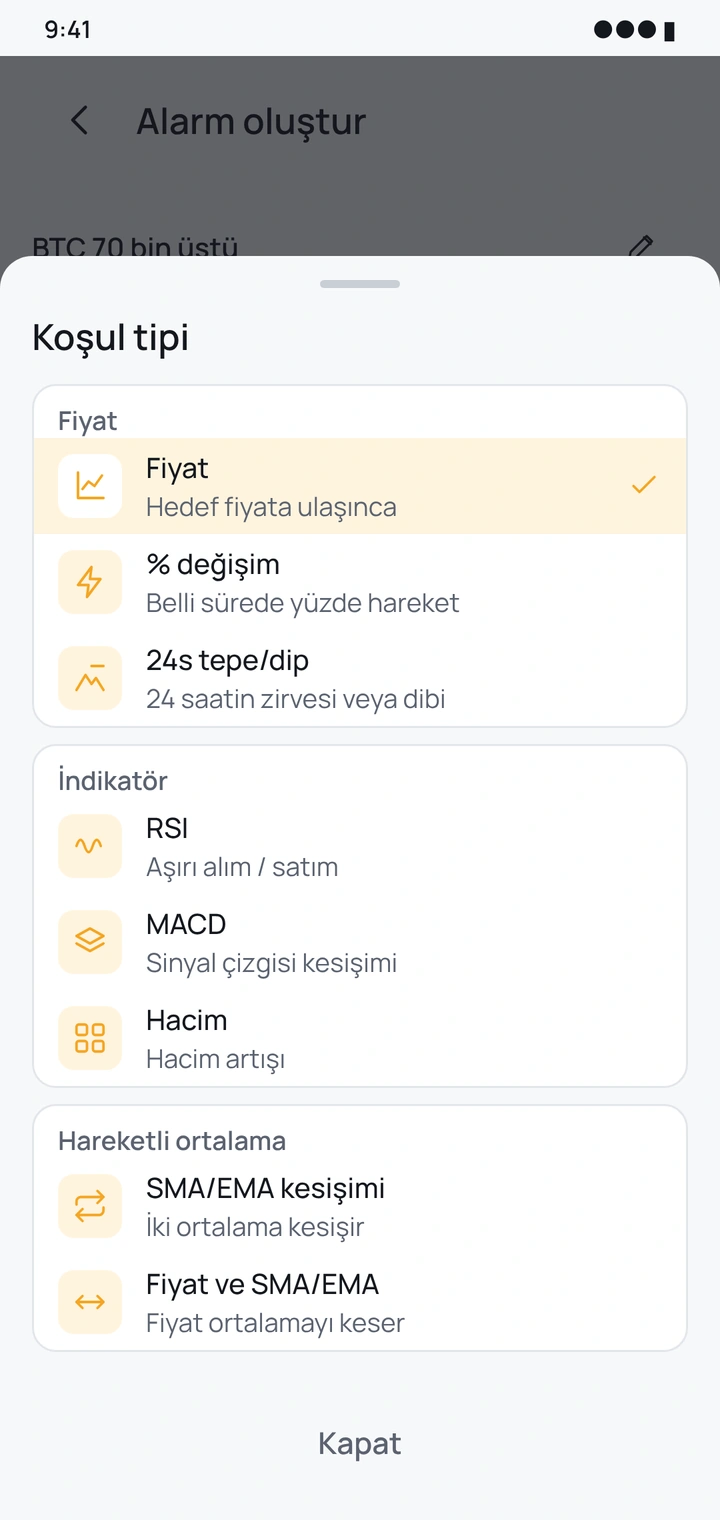 9:41
Alarm oluştur
BTC 70 bin üstü
Koşul tipi
Fiyat
Fiyat
Hedef fiyata ulaşınca
% değişim
Belli sürede yüzde hareket
24s tepe/dip
24 saatin zirvesi veya dibi
İndikatör
RSI
Aşırı alım / satım
MACD
Sinyal çizgisi kesişimi
Hacim
Hacim artışı
Hareketli ortalama
SMA/EMA kesişimi
İki ortalama kesişir
Fiyat ve SMA/EMA
Fiyat ortalamayı keser
Kapat